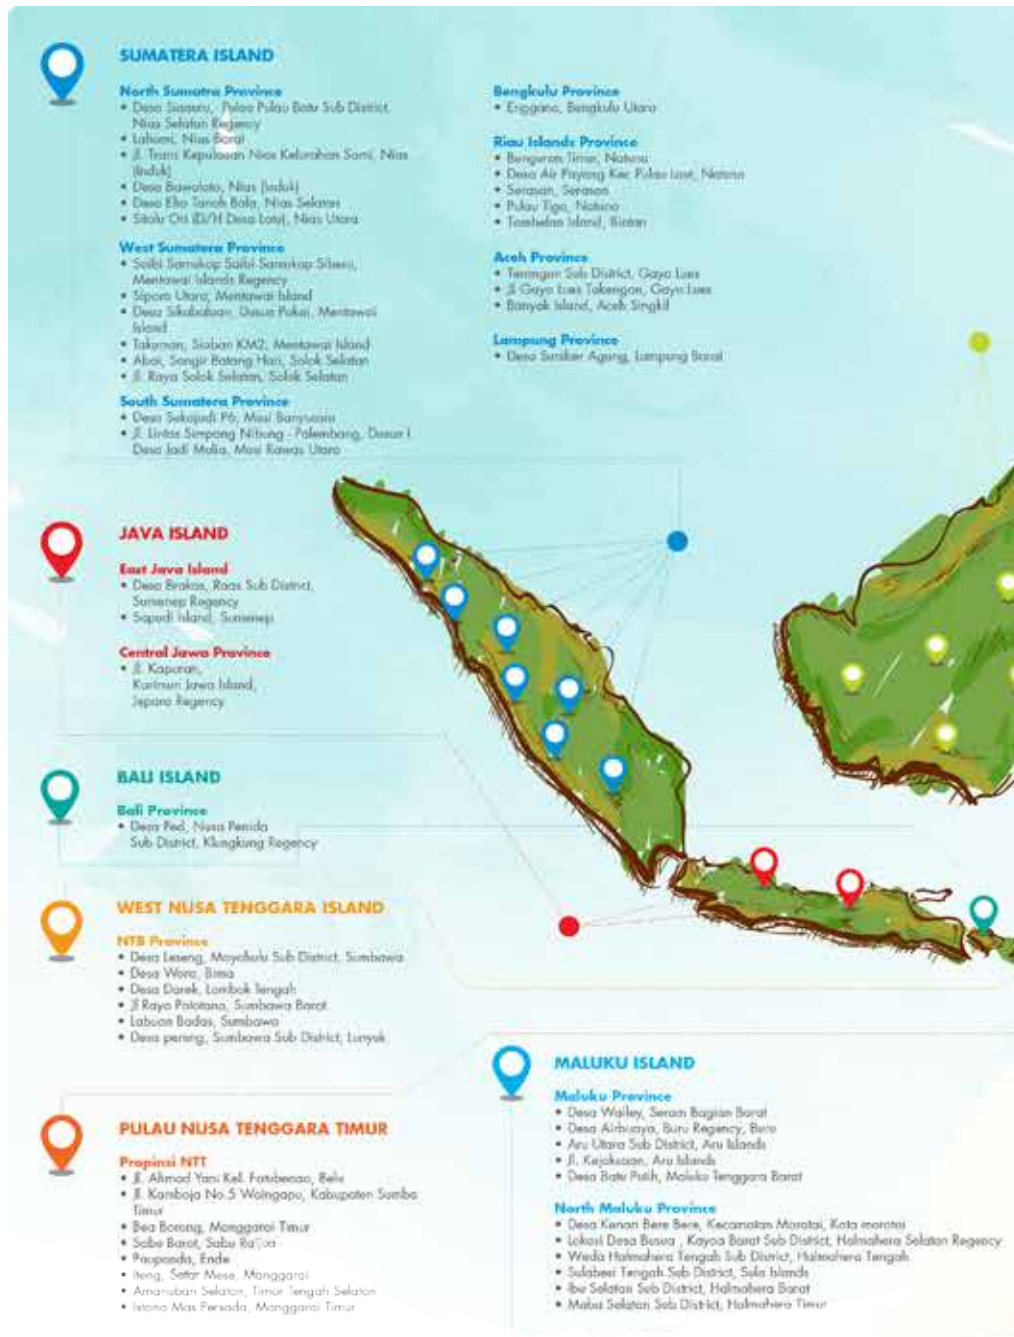 SUMATERA ISLAND
North Sumatra Province
• Desa Sinauru, Pulau Pulau Batu Sub District,
Nias Selatan Regency
• Lahomi, Nias Barat
• Jl. Trans Kepulauan Nias Kelurahan Sami, Nias
(Induk)
• Desa Bawalato, Nias (Induk)
• Desa Eho Tanah Bala, Nias Selatan
• Sitolu Ori (D/H Desa Lotu), Nias Utara
West Sumatera Province
• Saibi Samukop Saibi Samukop Siberu,
Mentawai Islands Regency
• Sipora Utara, Mentawai Island
• Desa Sikabaluan, Dusun Pokai, Mentawai
Island
• Takaman, Sioban KM2, Mentawai Island
• Abai, Sangir Batang Hari, Solok Selatan
• Jl. Raya Solok Selatan, Solok Selatan
South Sumatera Province
• Desa Sukajadi P6, Musi Banyuasin
• Jl. Lintas Simpang Nibung - Palembang, Dusun I
Desa Jadi Mulia, Musi Rawas Utara
Bengkulu Province
• Enggano, Bengkulu Utara
Riau Islands Province
• Bunguran Timur, Natuna
• Desa Air Payang Kec Pulau Laut, Natuna
• Serasan, Serasan
• Pulau Tiga, Natuna
• Tambelan Island, Bintan
Aceh Province
• Terangun Sub District, Gayo Lues
• Jl Gayo Lues Takengon, Gayo Lues
• Banyak Island, Aceh Singkil
Lampung Province
• Desa Sumber Agung, Lampung Barat
JAVA ISLAND
East Java Island
• Desa Brakas, Raas Sub District,
Sumenep Regency
• Sapudi Island, Sumenep
Central Jawa Province
• Jl. Kapuran,
Karimun Jawa Island,
Jepara Regency
BALI ISLAND
Bali Province
• Desa Ped, Nusa Penida
Sub District, Klungkung Regency
WEST NUSA TENGGARA ISLAND
NTB Province
• Desa Leseng, Moyohulu Sub District, Sumbawa
• Desa Wora, Bima
• Desa Darek, Lombok Tengah
• Jl Raya Pototano, Sumbawa Barat
• Labuan Badas, Sumbawa
• Desa pering, Sumbawa Sub District, Lunyuk
PULAU NUSA TENGGARA TIMUR
Propinsi NTT
• Jl. Ahmad Yani Kel. Fatubenao, Belu
• Jl. Kamboja No.5 Waingapu, Kabupaten Sumba
Timur
• Bea Borong, Manggarai Timur
• Sabu Barat, Sabu Raijua
• Paupanda, Ende
• Iteng, Satar Mese, Manggarai
• Amanuban Selatan, Timor Tengah Selatan
• Istana Mas Persada, Manggarai Timur
MALUKU ISLAND
Maluku Province
• Desa Wailey, Seram Bagian Barat
• Desa Airbuaya, Buru Regency, Buru
• Aru Utara Sub District, Aru Islands
• Jl. Kejaksaan, Aru Islands
• Desa Batu Putih, Maluku Tenggara Barat
North Maluku Province
• Desa Kenari Bere Bere, Kecamatan Morotai, Kota morotai
• Lokasi Desa Busua , Kayoa Barat Sub District, Halmahera Selatan Regency
• Weda Halmahera Tengah Sub District, Halmahera Tengah
• Sulabesi Tengah Sub District, Sula Islands
• Ibu Selatan Sub District, Halmahera Barat
• Maba Selatan Sub District, Halmahera Timur